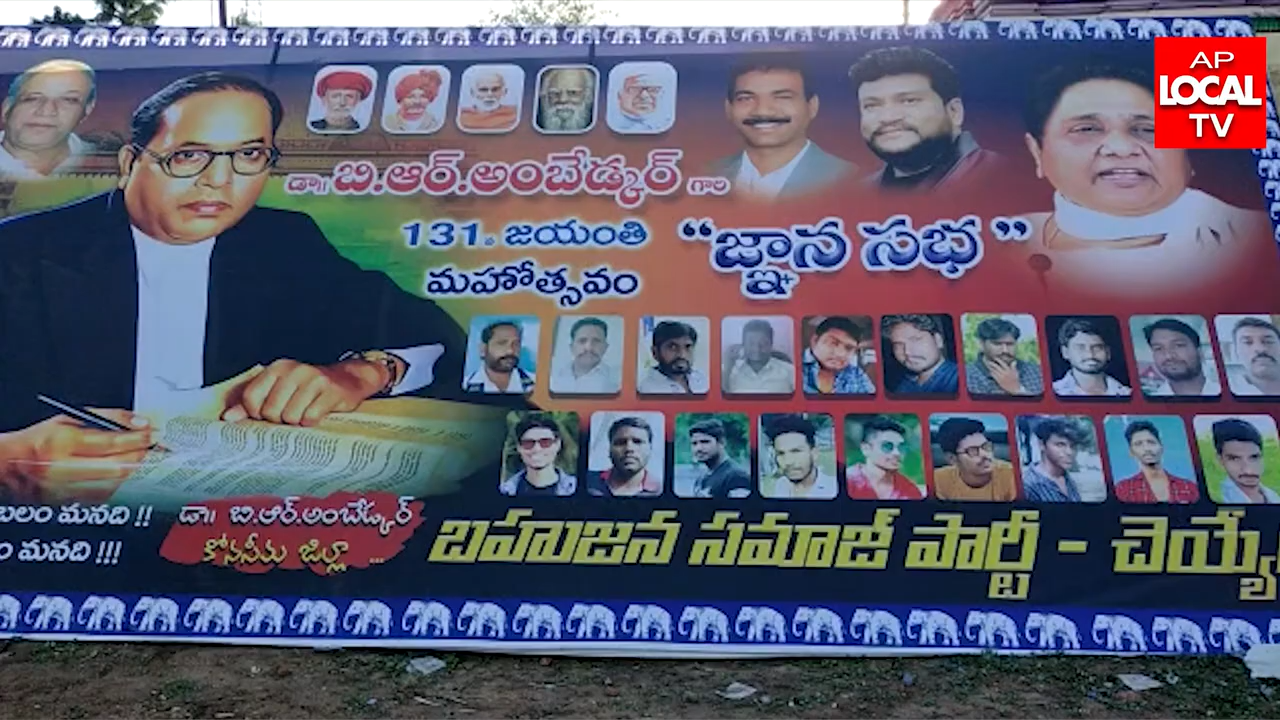 AP
LOCAL
TV
డా|| బి.ఆర్.అంబేడ్కర్ గారి
131వ జయంతి
మహోత్సవం
“జ్ఞాన సభ”
బలం మనది !!
మనది !!!
డా|| బి.ఆర్.అంబేడ్కర్
కోనసీమ జిల్లా ...
బహుజన సమాజ్ పార్టీ - చెయ్యే